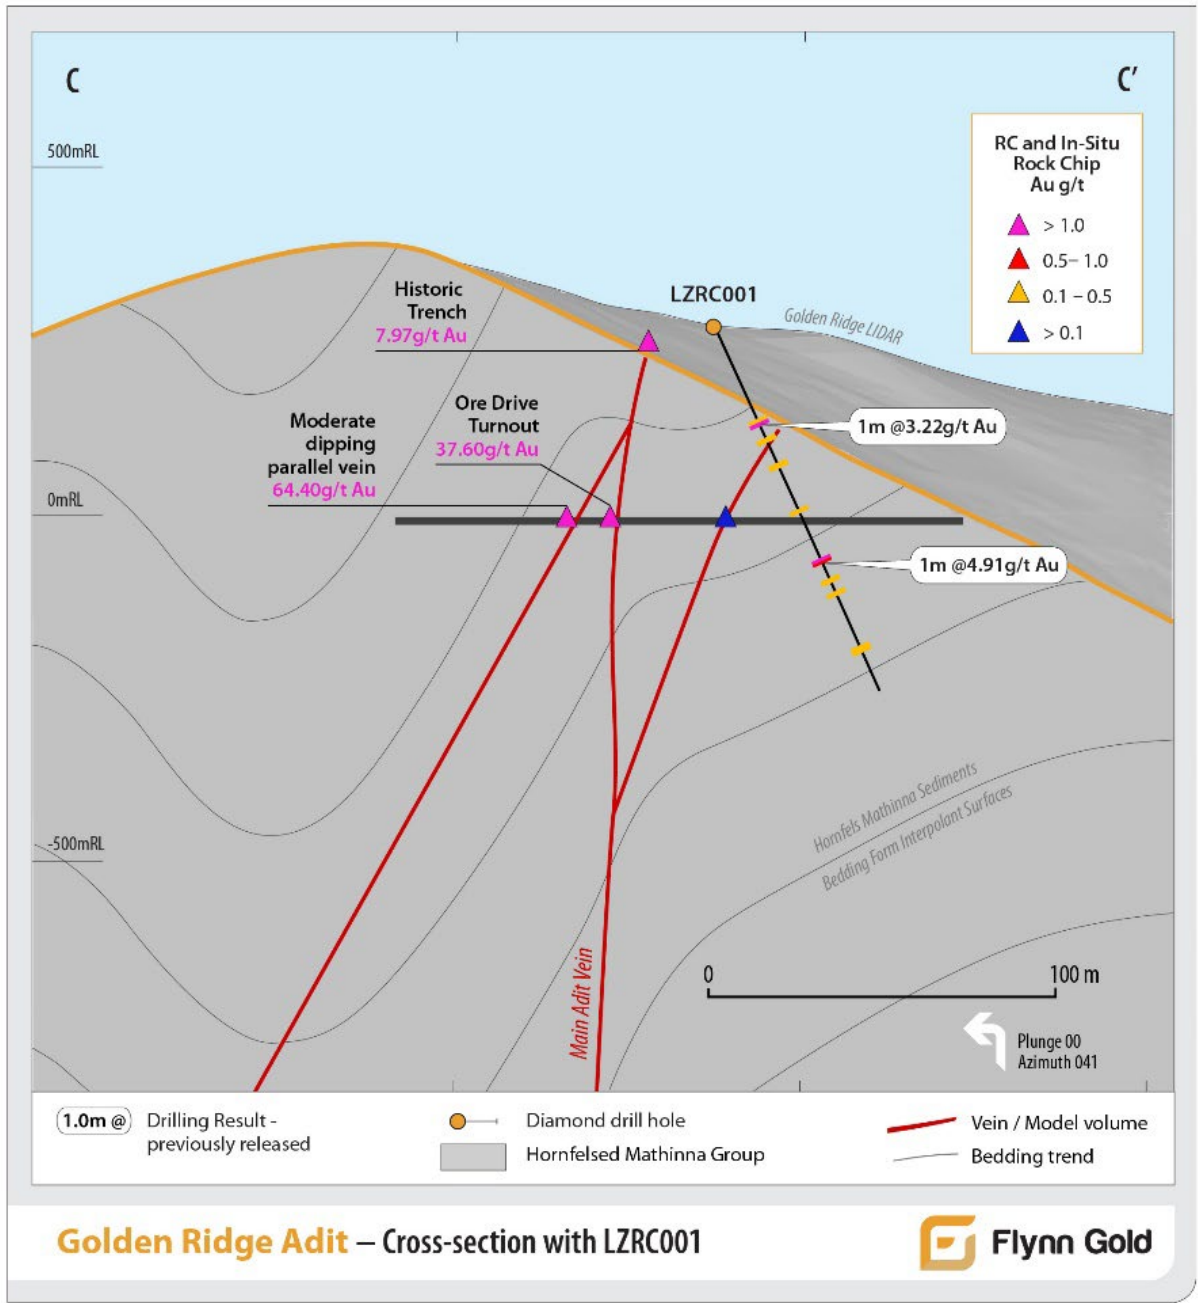 C
C'
500mRL
RC and In-Situ
Rock Chip
Au g/t
> 1.0
0.5– 1.0
0.1 – 0.5
> 0.1
LZRC001
Golden Ridge LIDAR
Historic
Trench
7.97g/t Au
Ore Drive
Turnout
37.60g/t Au
Moderate
dipping
parallel vein
64.40g/t Au
1m @3.22g/t Au
0mRL
1m @4.91g/t Au
-500mRL
Hornfels Mathinna Sediments
Bedding Form Interpolant Surfaces
Main Adit Vein
0
100 m
Plunge 00
Azimuth 041
1.0m @
Drilling Result -
previously released
Diamond drill hole
Hornfelsed Mathinna Group
Vein / Model volume
Bedding trend
Golden Ridge Adit – Cross-section with LZRC001
Flynn Gold